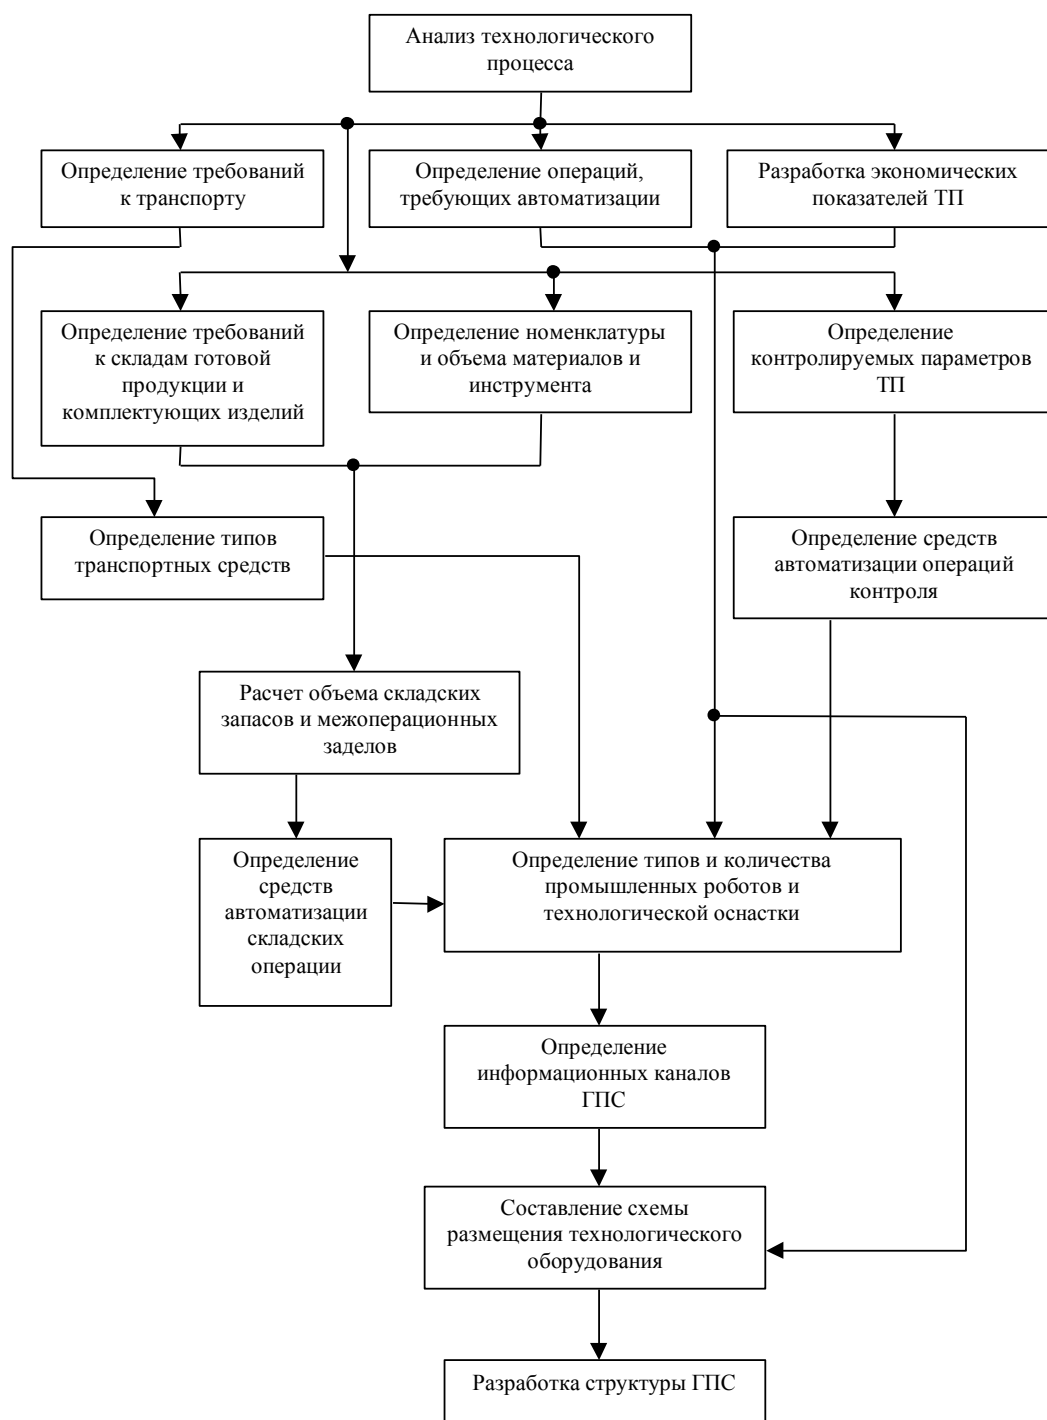 Анализ технологического
процесса
Определение требований
к транспорту
Определение операций,
требующих автоматизации
Разработка экономических
показателей ТП
Определение требований
к складам готовой
продукции и
комплектующих изделий
Определение номенклатуры
и объема материалов и
инструмента
Определение
контролируемых параметров
ТП
Определение типов
транспортных средств
Определение средств
автоматизации операций
контроля
Расчет объема складских
запасов и межоперационных
заделов
Определение
средств
автоматизации
складских
операции
Определение типов и количества
промышленных роботов и
технологической оснастки
Определение
информационных каналов
ГПС
Составление схемы
размещения технологического
оборудования
Разработка структуры ГПС